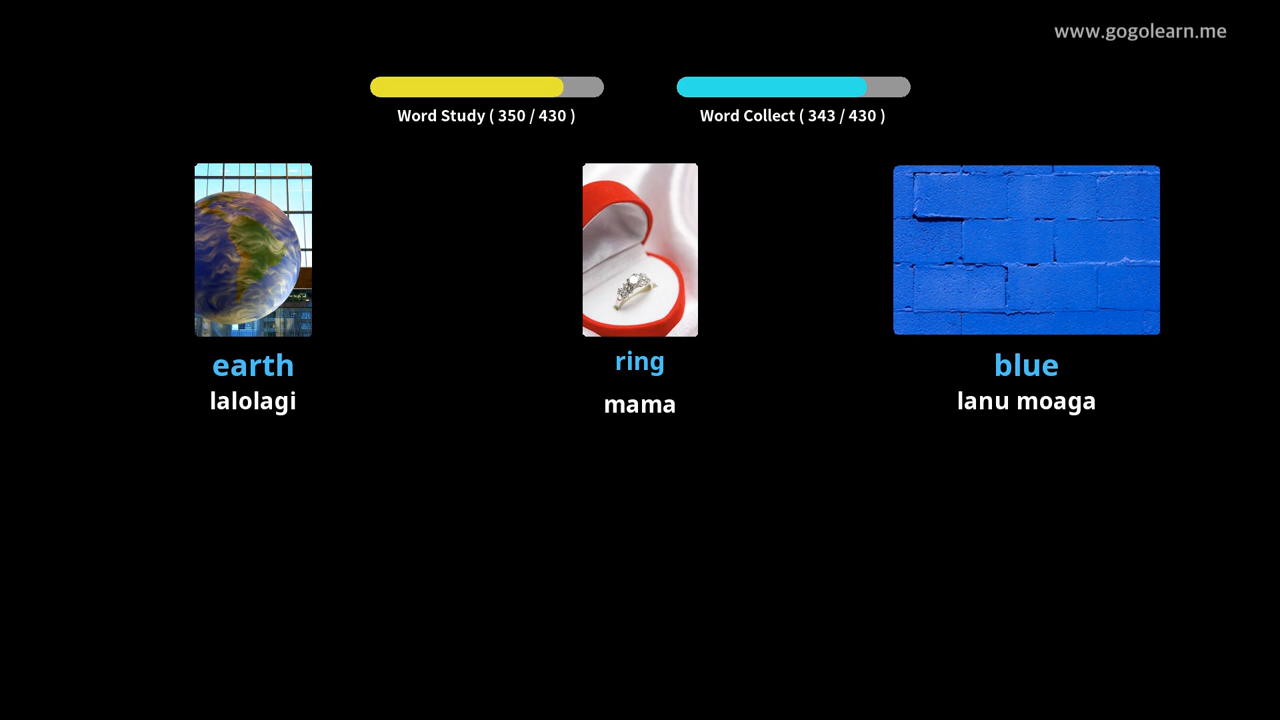 www.gogolearn.me
Word Study ( 350 / 430 )
Word Collect ( 343 / 430 )
earth
lalolagi
ring
mama
blue
lanu moaga